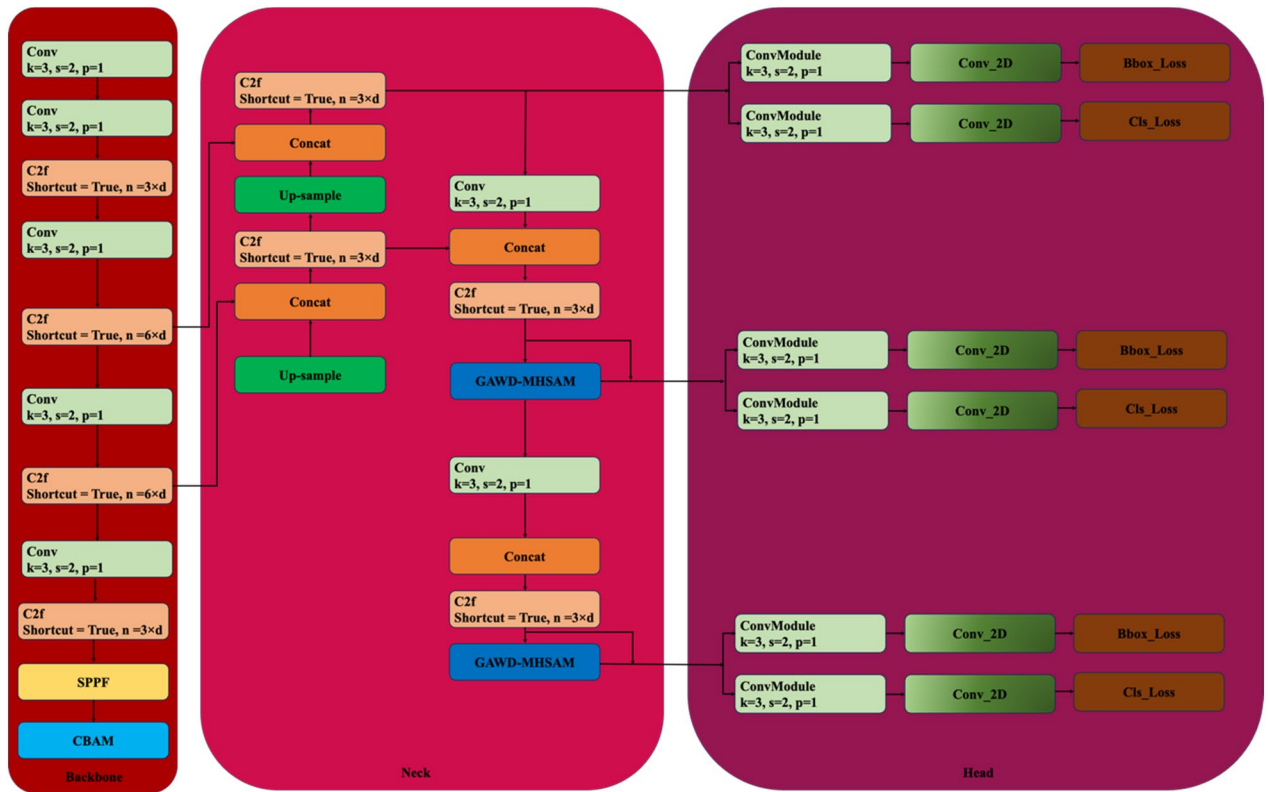 Conv
k=3, s=2, p=1
Conv
k=3, s=2, p=1
C2f
Shortcut = True, n =3×d
Conv
k=3, s=2, p=1
C2f
Shortcut = True, n =6×d
Conv
k=3, s=2, p=1
C2f
Shortcut = True, n =6×d
Conv
k=3, s=2, p=1
C2f
Shortcut = True, n =3×d
SPPF
CBAM
Backbone
C2f
Shortcut = True, n =3×d
Concat
Up-sample
C2f
Shortcut = True, n =3×d
Concat
Up-sample
Conv
k=3, s=2, p=1
Concat
C2f
Shortcut = True, n =3×d
GAWD-MHSAM
Conv
k=3, s=2, p=1
Concat
C2f
Shortcut = True, n =3×d
GAWD-MHSAM
Neck
ConvModule
k=3, s=2, p=1
Conv_2D
Bbox_Loss
ConvModule
k=3, s=2, p=1
Conv_2D
Cls_Loss
ConvModule
k=3, s=2, p=1
Conv_2D
Bbox_Loss
ConvModule
k=3, s=2, p=1
Conv_2D
Cls_Loss
ConvModule
k=3, s=2, p=1
Conv_2D
Bbox_Loss
ConvModule
k=3, s=2, p=1
Conv_2D
Cls_Loss
Head